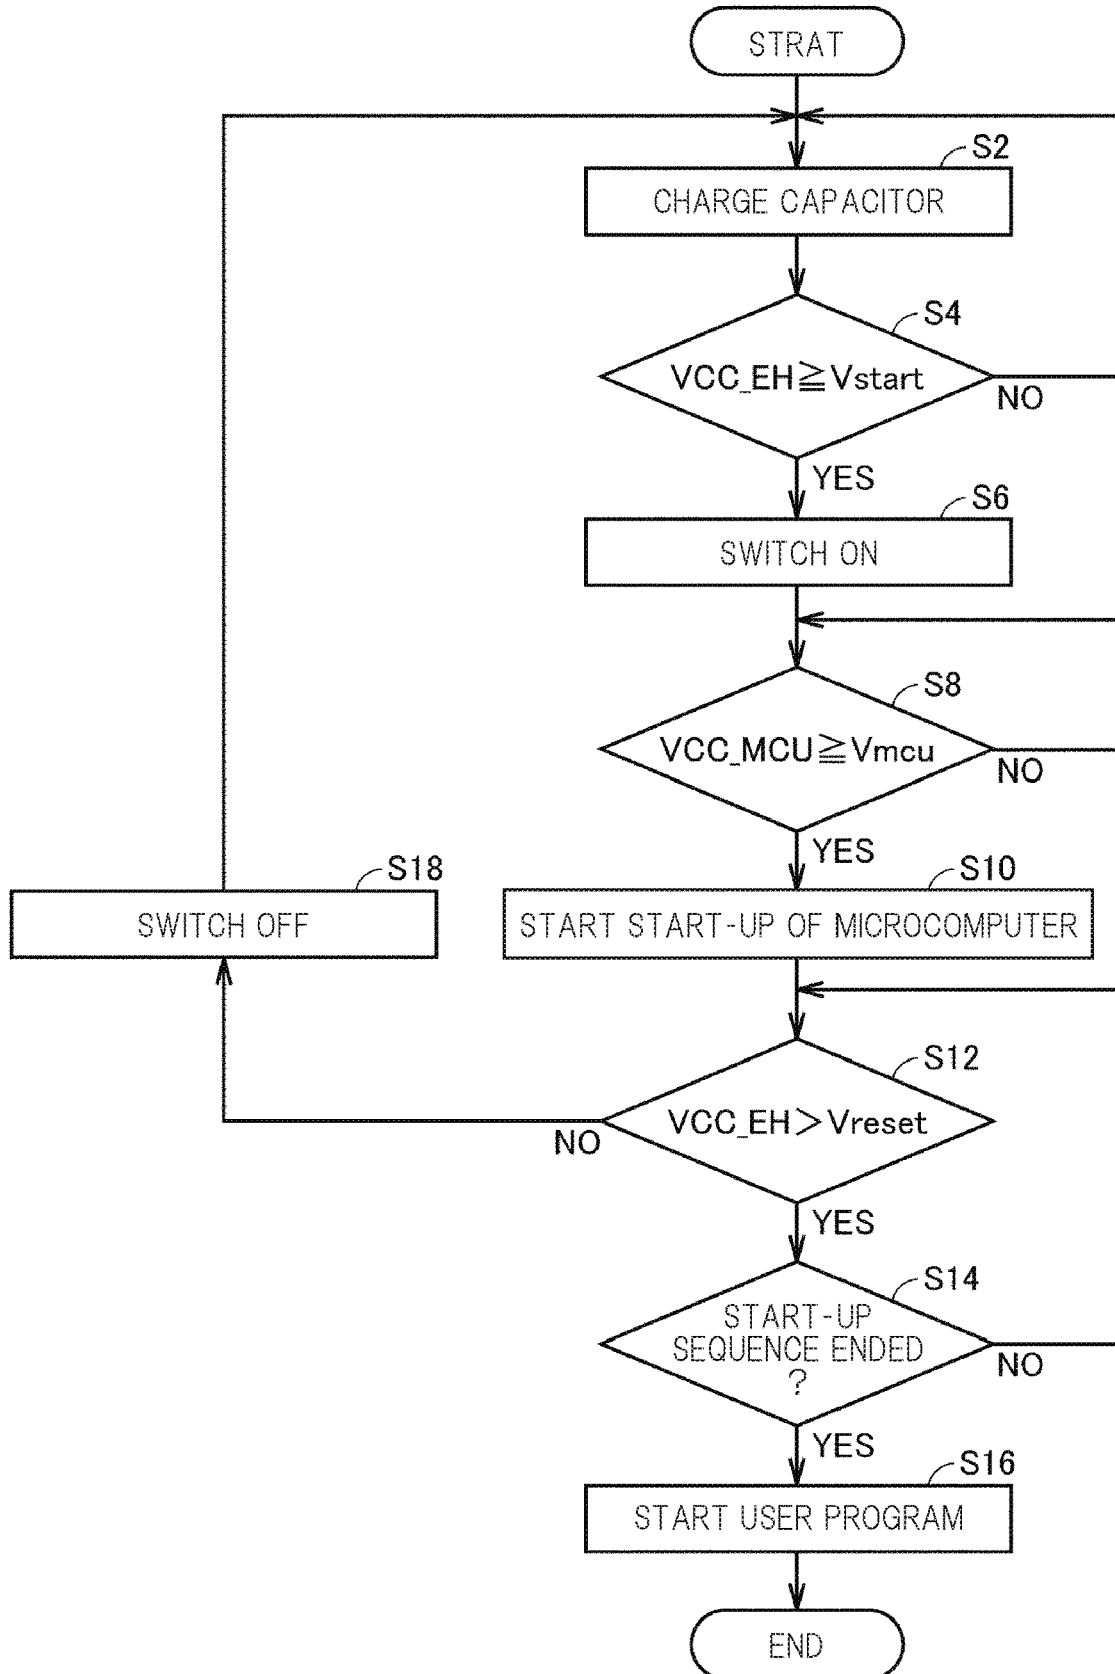 STRAT
S2
CHARGE CAPACITOR
S4
VCC_EH≧Vstart
NO
YES
S6
SWITCH ON
S8
VCC_MCU≧Vmcu
NO
YES
S18
SWITCH OFF
S10
START START-UP OF MICROCOMPUTER
S12
VCC_EH>Vreset
NO
YES
S14
START-UP
SEQUENCE ENDED
?
NO
YES
S16
START USER PROGRAM
END